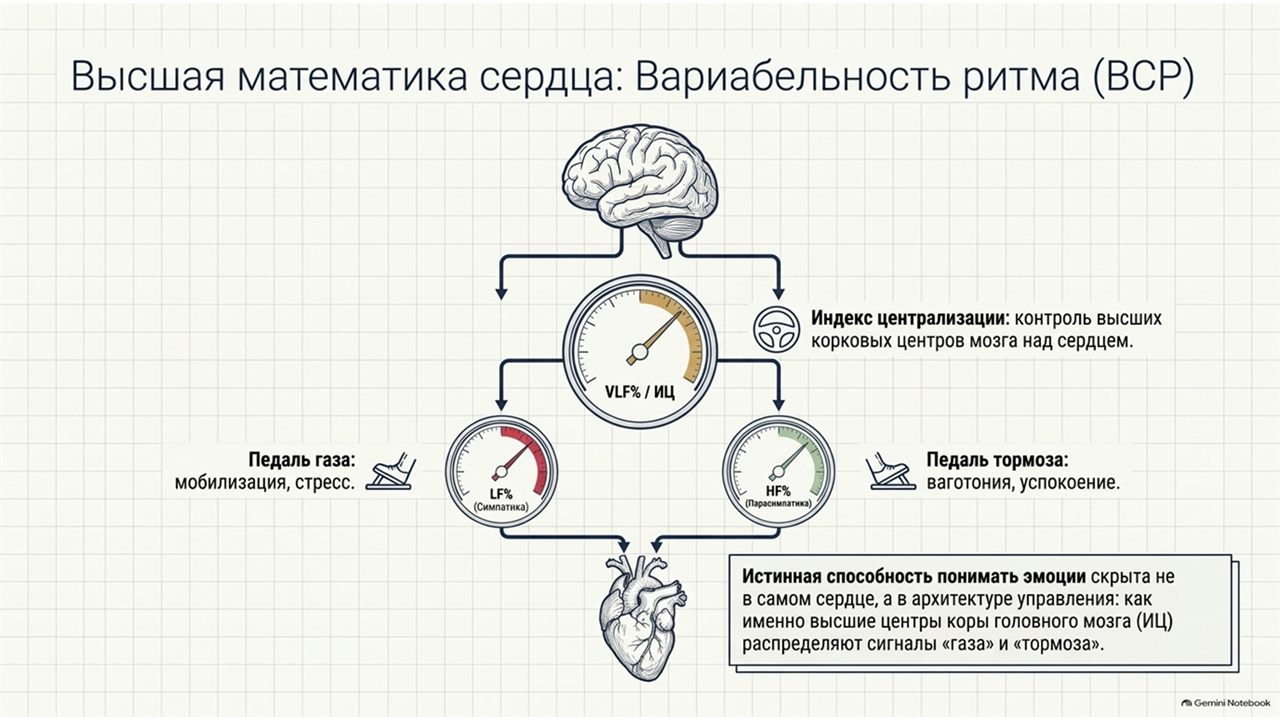 Высшая математика сердца: Вариабельность ритма (ВСР)
Индекс централизации: контроль высших
корковых центров мозга над сердцем.
VLF% / ИЦ
Педаль газа:
мобилизация, стресс.
LF%
(Симпатика)
HF%
(Парасимпатика)
Педаль тормоза:
ваготония, успокоение.
Истинная способность понимать эмоции скрыта не
в самом сердце, а в архитектуре управления: как
именно высшие центры коры головного мозга (ИЦ)
распределяют сигналы «газа» и «тормоза».
Gemini Notebook